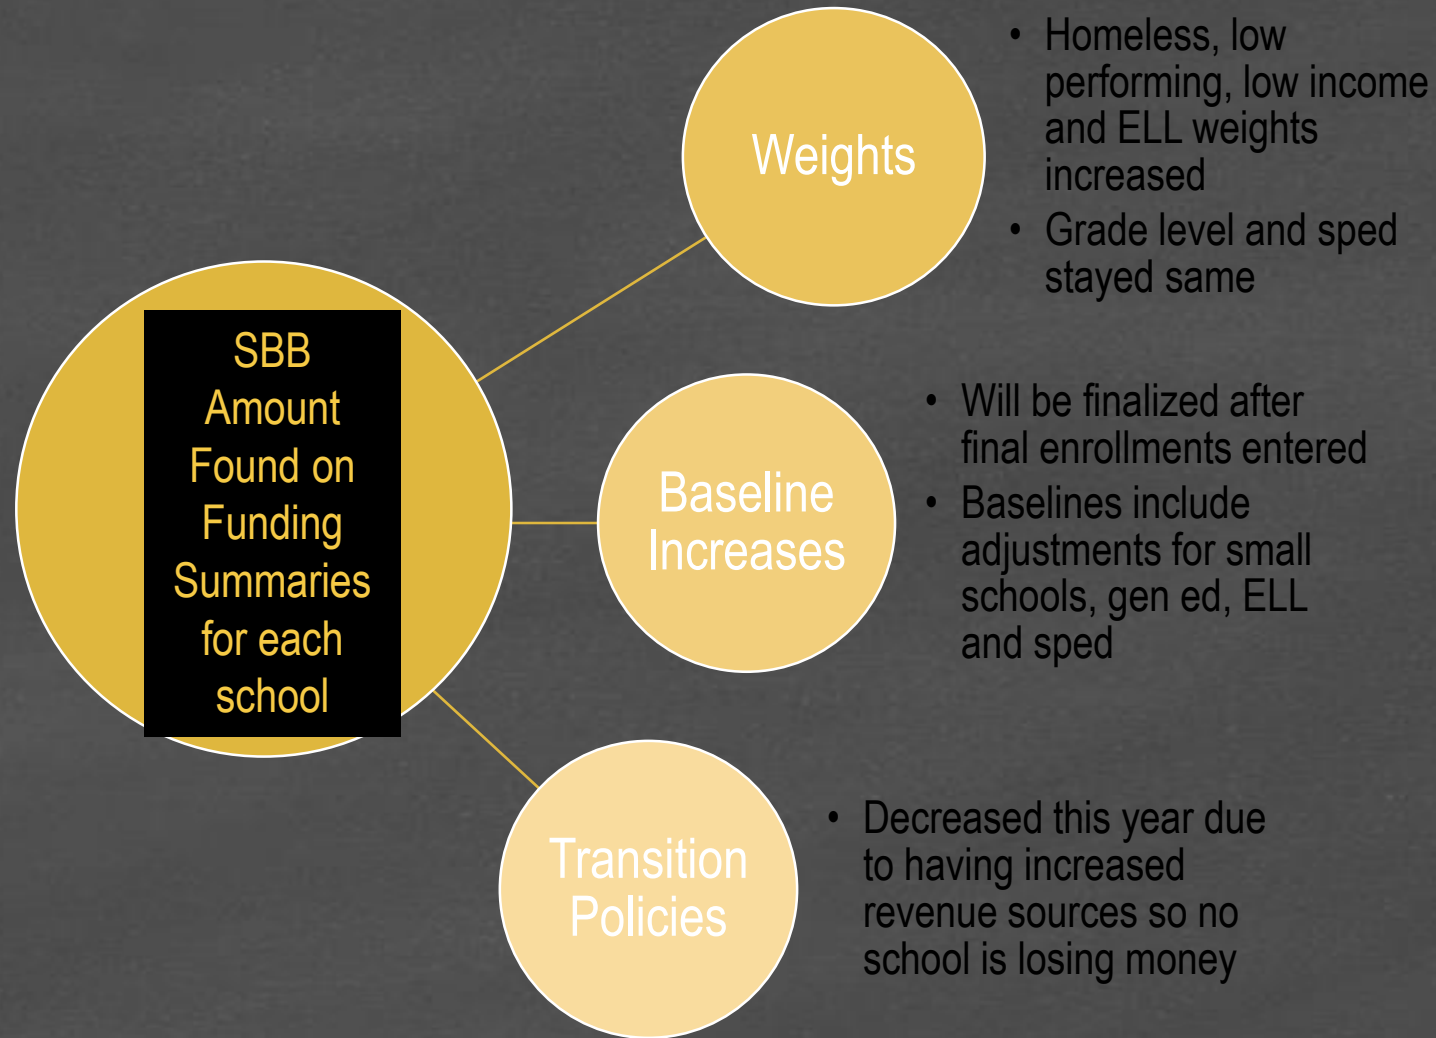 SBB
Amount
Found on
Funding
Summaries
for each
school
Weights
• Homeless, low
performing, low income
and ELL weights
increased
• Grade level and sped
stayed same
Baseline
Increases
• Will be finalized after
final enrollments entered
• Baselines include
adjustments for small
schools, gen ed, ELL
and sped
Transition
Policies
• Decreased this year due
to having increased
revenue sources so no
school is losing money